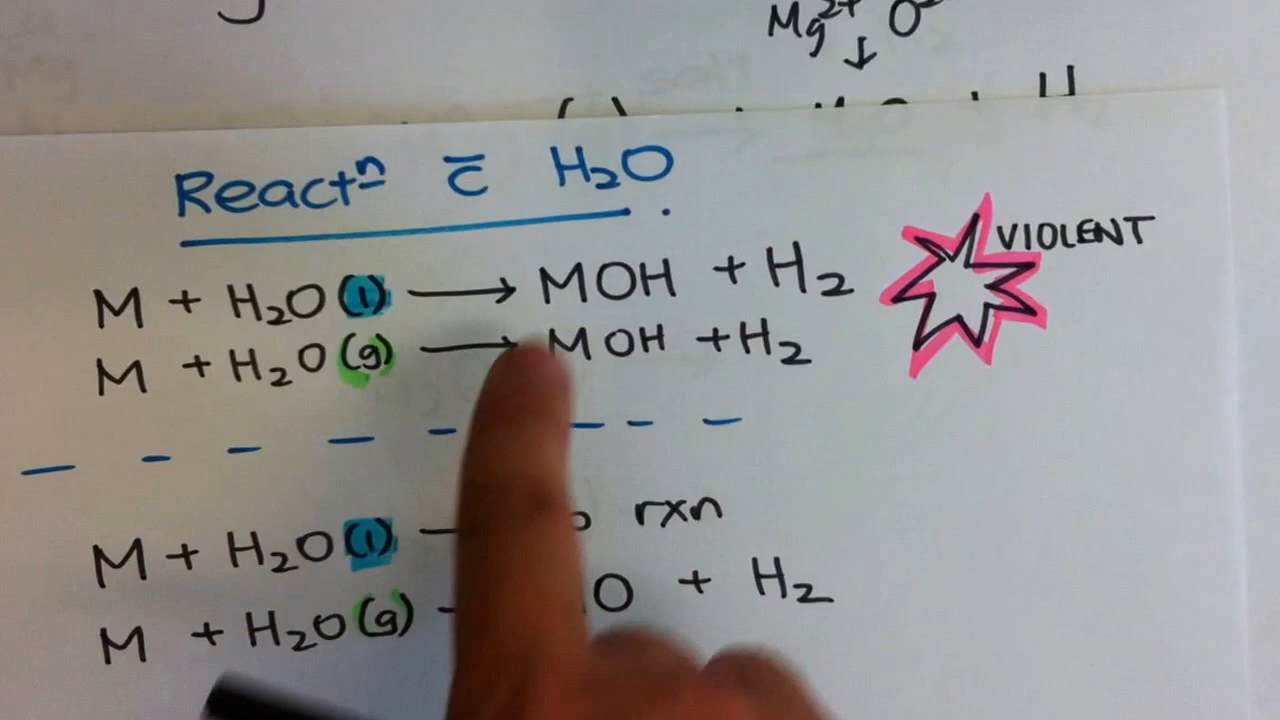 Mg²⁺ O
↓
Reactⁿ c̄ H₂O.
M + H₂O(l) → MOH + H₂
VIOLENT
M + H₂O(g) → MOH + H₂
M + H₂O(l) rxn
M + H₂O(g) O + H₂